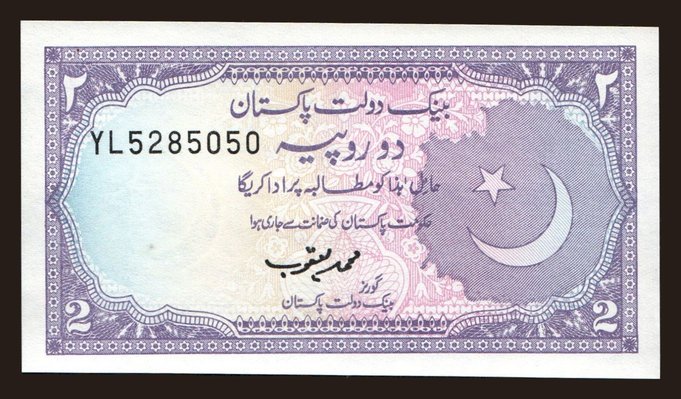 ۲
بینک دولت پاکستان
YL5285050
دو روپیہ
حامل ہٰذا کو مطالبہ پر ادا کریگا
حکومت پاکستان کی ضمانت سے جاری ہوا
محمد یعقوب
گورنر
بینک دولت پاکستان
۲
2
2